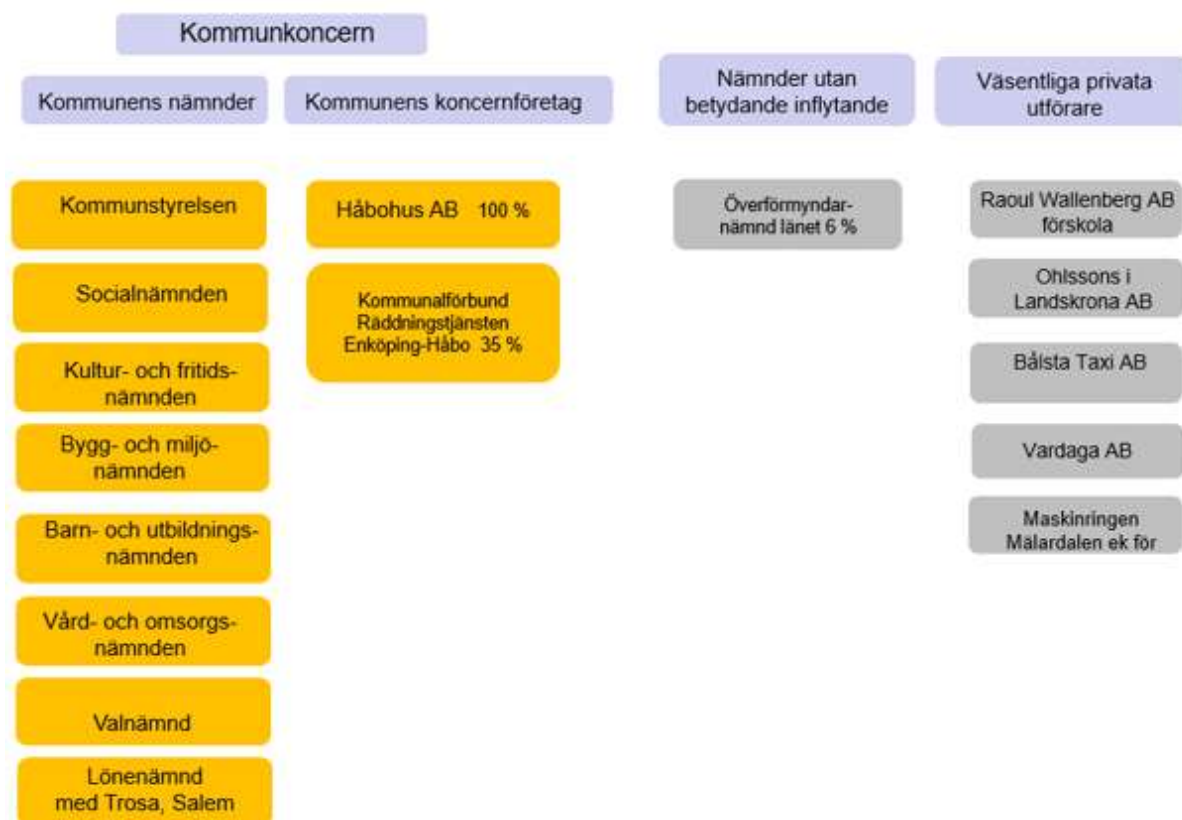 Kommunkoncern
Kommunens nämnder
Kommunens koncernföretag
Nämnder utan
betydande inflytande
Väsentliga privata
utförare
Kommunstyrelsen
Socialnämnden
Kultur- och fritids-
nämnden
Bygg- och miljö-
nämnden
Barn- och utbildnings-
nämnden
Vård- och omsorgs-
nämnden
Valnämnd
Lönenämnd
med Trosa, Salem
Håbohus AB 100 %
Kommunalförbund
Räddningstjänsten
Enköping-Håbo 35 %
Överförmyndar-
nämnd länet 6 %
Raoul Wallenberg AB
förskola
Ohlssons i
Landskrona AB
Bålsta Taxi AB
Vardaga AB
Maskinringen
Mälardalen ek för